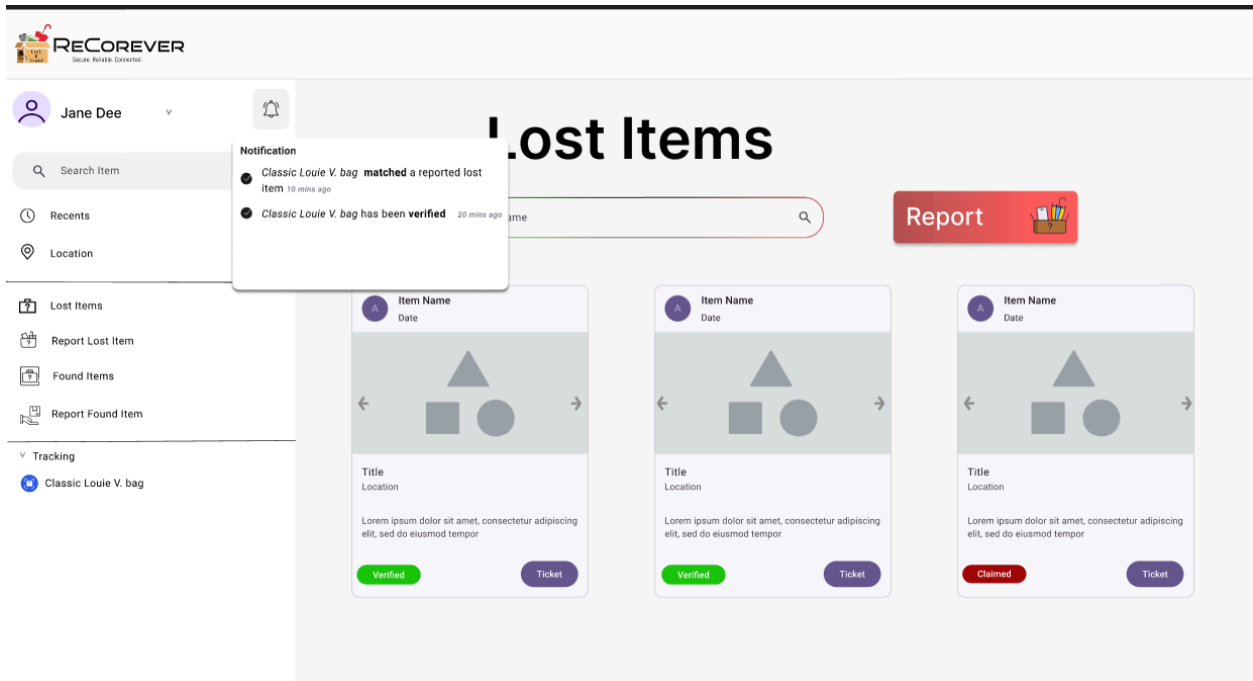 RECOREVER
Secure. Reliable. Connected.
Jane Dee
Search Item
Recents
Location
Lost Items
Report Lost Item
Found Items
Report Found Item
Tracking
Classic Louie V. bag
Notification
Classic Louie V. bag matched a reported lost
item 10 mins ago
Classic Louie V. bag has been verified 20 mins ago
Lost Items
ame
Report
A
Item Name
Date
Title
Location
Lorem ipsum dolor sit amet, consectetur adipiscing
elit, sed do eiusmod tempor
Verified
Ticket
A
Item Name
Date
Title
Location
Lorem ipsum dolor sit amet, consectetur adipiscing
elit, sed do eiusmod tempor
Verified
Ticket
A
Item Name
Date
Title
Location
Lorem ipsum dolor sit amet, consectetur adipiscing
elit, sed do eiusmod tempor
Claimed
Ticket